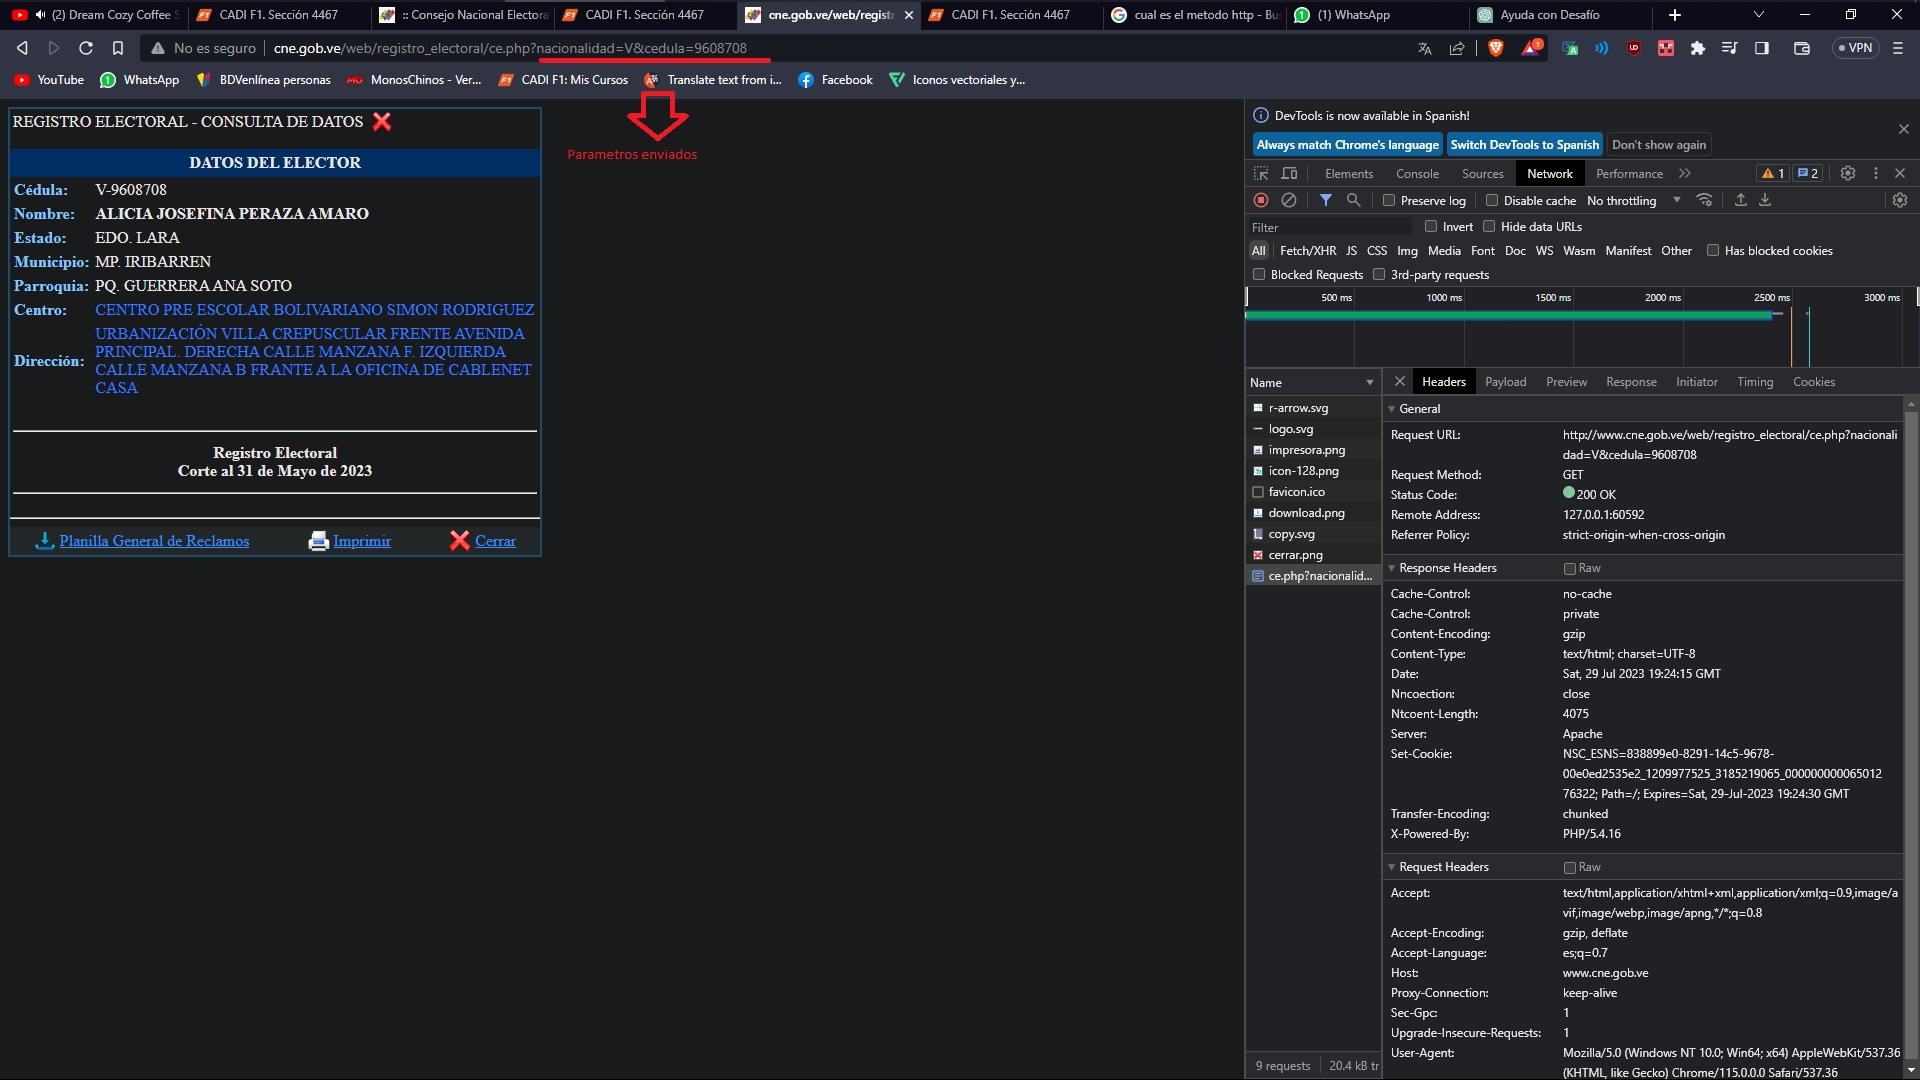 (2) Dream Cozy Coffee S
CADI F1. Sección 4467
:: Consejo Nacional Electora
CADI F1. Sección 4467
cne.gob.ve/web/registr
CADI F1. Sección 4467
cual es el metodo http - Bu
(1) WhatsApp
Ayuda con Desafío
No es seguro
cne.gob.ve/web/registro_electoral/ce.php?nacionalidad=V&cedula=9608708
VPN
YouTube
WhatsApp
BDVenlínea personas
MonosChinos - Ver...
CADI F1: Mis Cursos
Translate text from i...
Facebook
Iconos vectoriales y...
Parametros enviados
REGISTRO ELECTORAL - CONSULTA DE DATOS
DATOS DEL ELECTOR
Cédula: V-9608708
Nombre: ALICIA JOSEFINA PERAZA AMARO
Estado: EDO. LARA
Municipio: MP. IRIBARREN
Parroquia: PQ. GUERRERA ANA SOTO
Centro: CENTRO PRE ESCOLAR BOLIVARIANO SIMON RODRIGUEZ
Dirección: URBANIZACIÓN VILLA CREPUSCULAR FRENTE AVENIDA
PRINCIPAL. DERECHA CALLE MANZANA F. IZQUIERDA
CALLE MANZANA B FRANTE A LA OFICINA DE CABLENET
CASA
Registro Electoral
Corte al 31 de Mayo de 2023
Planilla General de Reclamos
Imprimir
Cerrar
DevTools is now available in Spanish!
Always match Chrome's language
Switch DevTools to Spanish
Don't show again
Elements
Console
Sources
Network
Performance
1
2
Preserve log
Disable cache
No throttling
Filter
Invert
Hide data URLs
All
Fetch/XHR
JS
CSS
Img
Media
Font
Doc
WS
Wasm
Manifest
Other
Has blocked cookies
Blocked Requests
3rd-party requests
500 ms
1000 ms
1500 ms
2000 ms
2500 ms
3000 ms
Name
r-arrow.svg
logo.svg
impresora.png
icon-128.png
favicon.ico
download.png
copy.svg
cerrar.png
ce.php?nacionalid...
9 requests
20.4 kB tr
Headers
Payload
Preview
Response
Initiator
Timing
Cookies
General
Request URL: http://www.cne.gob.ve/web/registro_electoral/ce.php?nacionali
dad=V&cedula=9608708
Request Method: GET
Status Code: 200 OK
Remote Address: 127.0.0.1:60592
Referrer Policy: strict-origin-when-cross-origin
Response Headers
Raw
Cache-Control: no-cache
Cache-Control: private
Content-Encoding: gzip
Content-Type: text/html; charset=UTF-8
Date: Sat, 29 Jul 2023 19:24:15 GMT
Nncoection: close
Ntcoent-Length: 4075
Server: Apache
Set-Cookie: NSC_ESNS=838899e0-8291-14c5-9678-
00e0ed2535e2_1209977525_3185219065_000000000065012
76322; Path=/; Expires=Sat, 29-Jul-2023 19:24:30 GMT
Transfer-Encoding: chunked
X-Powered-By: PHP/5.4.16
Request Headers
Raw
Accept: text/html,application/xhtml+xml,application/xml;q=0.9,image/a
vif,image/webp,image/apng,*/*;q=0.8
Accept-Encoding: gzip, deflate
Accept-Language: es;q=0.7
Host: www.cne.gob.ve
Proxy-Connection: keep-alive
Sec-Gpc: 1
Upgrade-Insecure-Requests: 1
User-Agent: Mozilla/5.0 (Windows NT 10.0; Win64; x64) AppleWebKit/537.36
(KHTML, like Gecko) Chrome/115.0.0.0 Safari/537.36